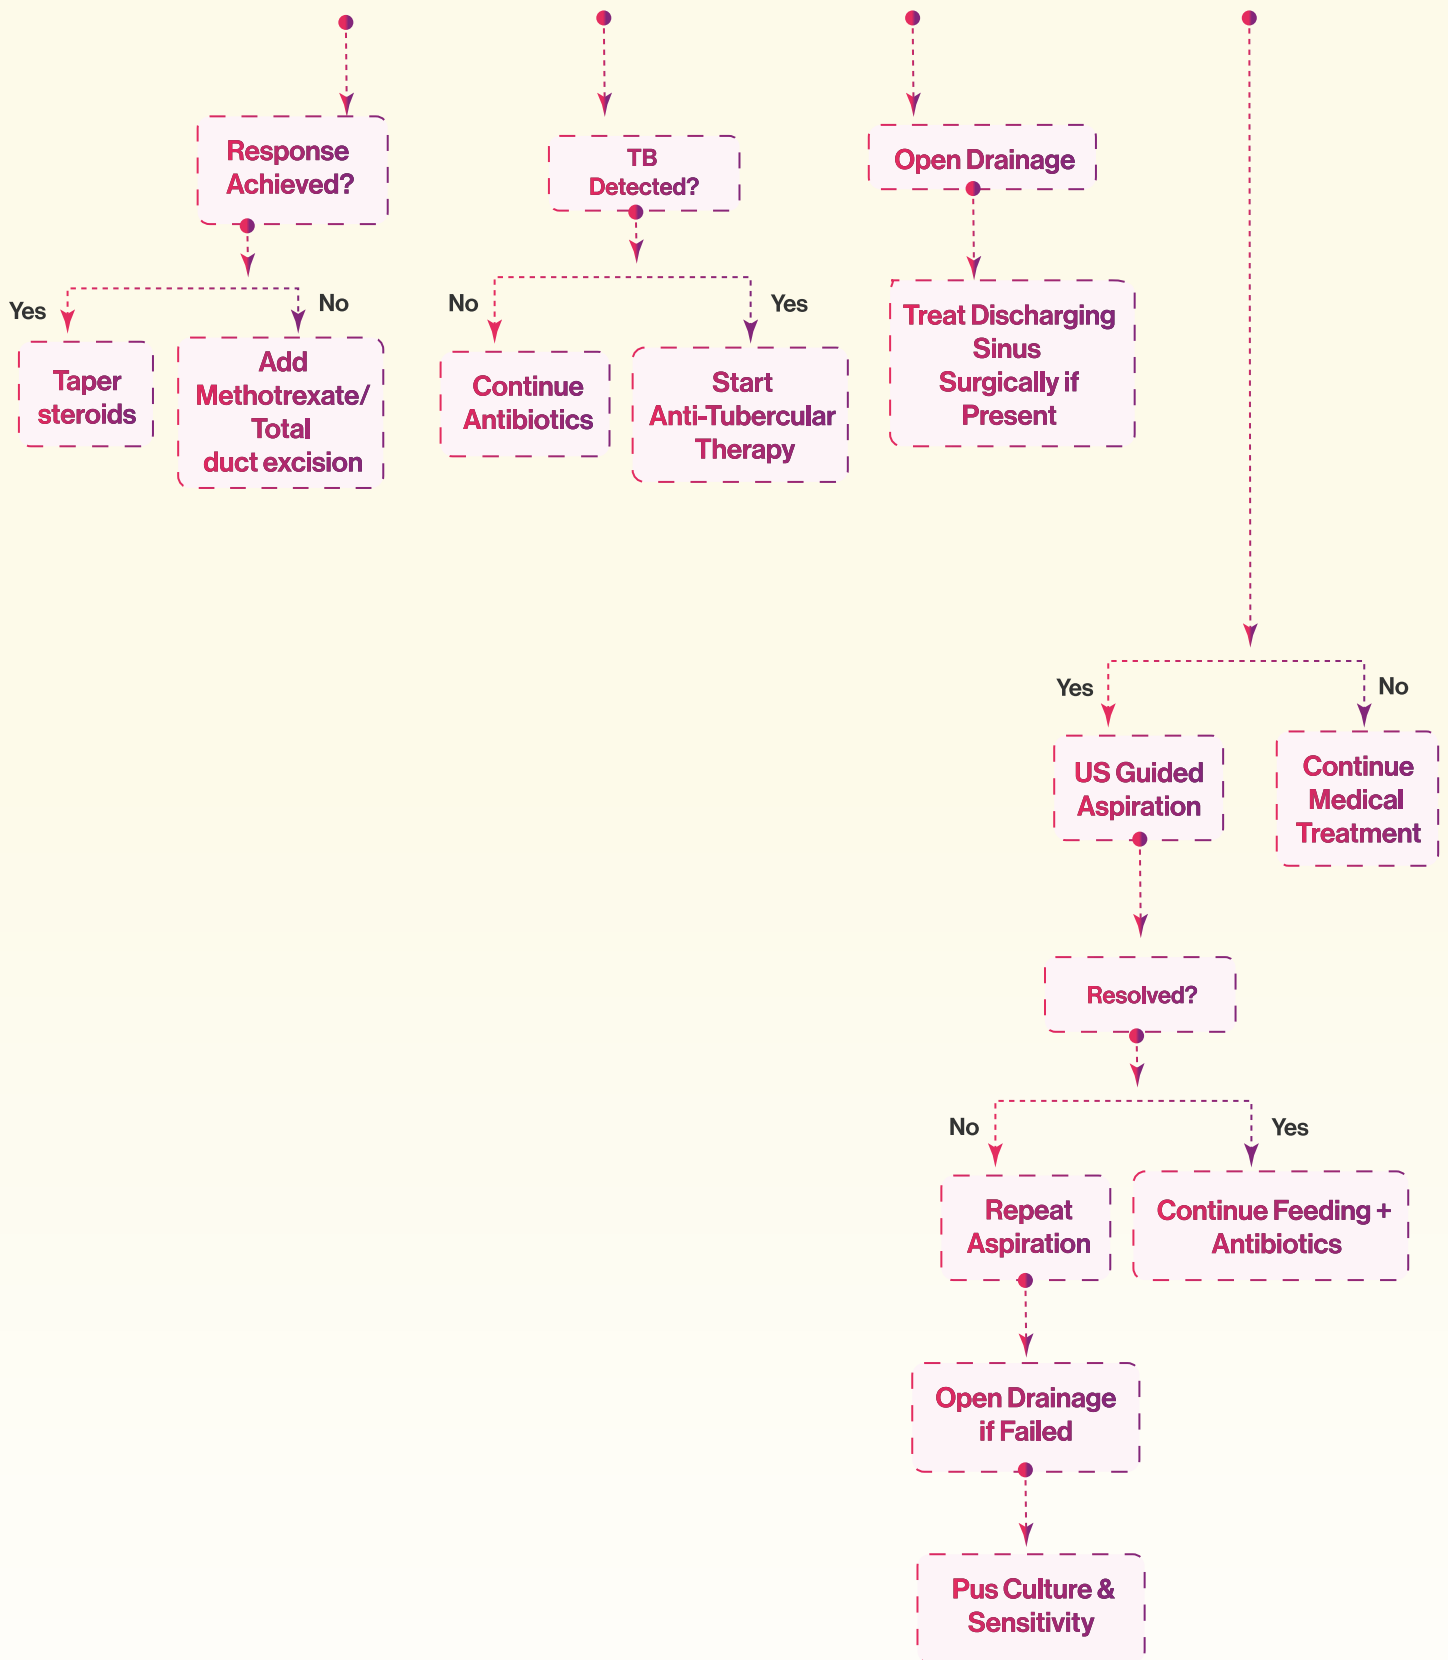 Response
Achieved?
Yes
No
Taper
steroids
Add
Methotrexate/
Total
duct excision
TB
Detected?
No
Yes
Continue
Antibiotics
Start
Anti-Tubercular
Therapy
Open Drainage
Treat Discharging
Sinus
Surgically if
Present
Yes
No
US Guided
Aspiration
Continue
Medical
Treatment
Resolved?
No
Yes
Repeat
Aspiration
Continue Feeding +
Antibiotics
Open Drainage
if Failed
Pus Culture &
Sensitivity